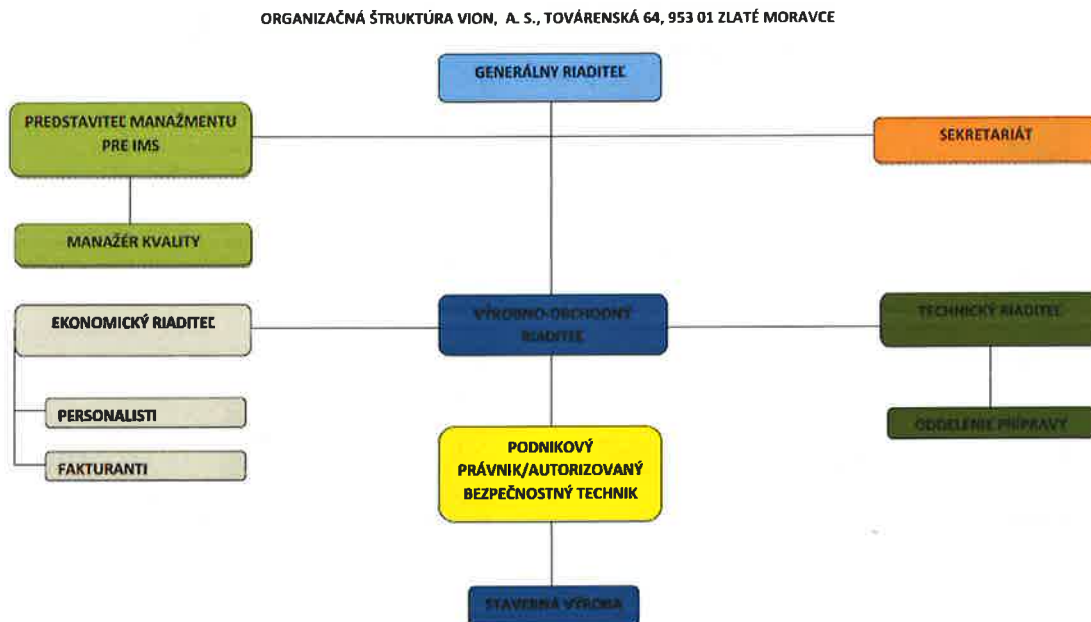 ORGANIZAČNÁ ŠTRUKTÚRA VION, A. S., TOVÁRENSKÁ 64, 953 01 ZLATÉ MORAVCE
GENERÁLNY RIADITEĽ
PREDSTAVITEĽ MANAŽMENTU
PRE IMS
SEKRETARIÁT
MANAŽÉR KVALITY
EKONOMICKÝ RIADITEĽ
VÝROBNO-OBCHODNÝ
RIADITEĽ
TECHNICKÝ RIADITEĽ
PERSONALISTI
ODDELENIE PRÍPRAVY
FAKTURANTI
PODNIKOVÝ
PRÁVNIK/AUTORIZOVANÝ
BEZPEČNOSTNÝ TECHNIK
STAVEBNÁ VÝROBA